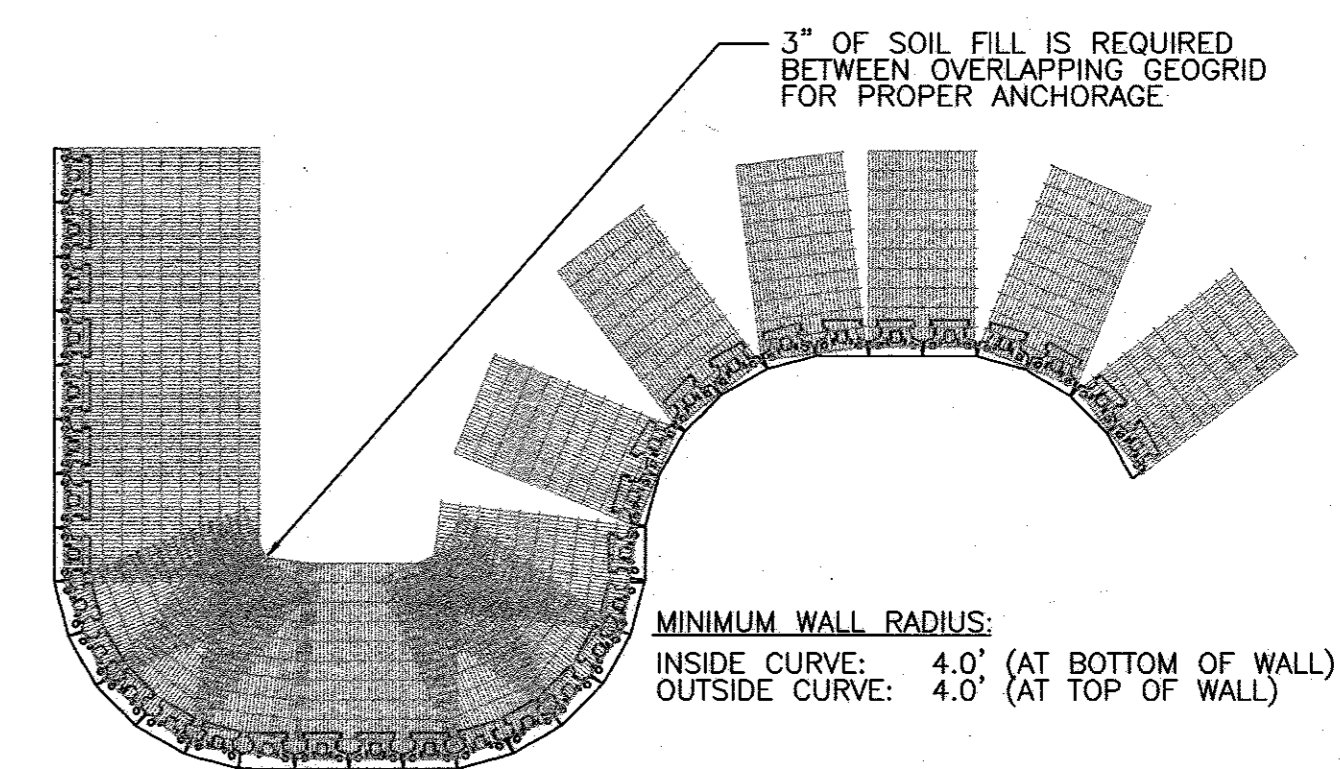 3" OF SOIL FILL IS REQUIRED
BETWEEN OVERLAPPING GEOGRID
FOR PROPER ANCHORAGE
MINIMUM WALL RADIUS:
INSIDE CURVE: 4.0' (AT BOTTOM OF WALL)
OUTSIDE CURVE: 4.0' (AT TOP OF WALL)